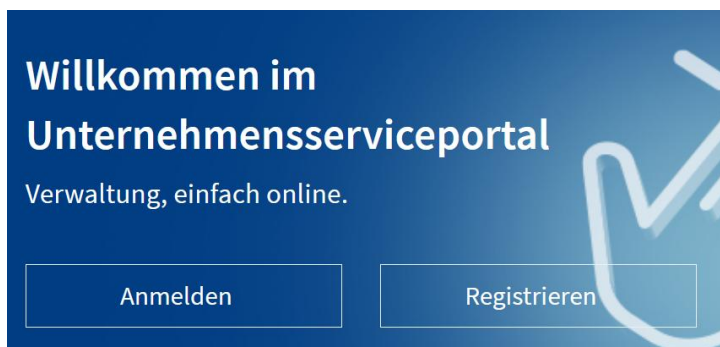 Willkommen im
Unternehmensserviceportal
Verwaltung, einfach online.
Anmelden
Registrieren